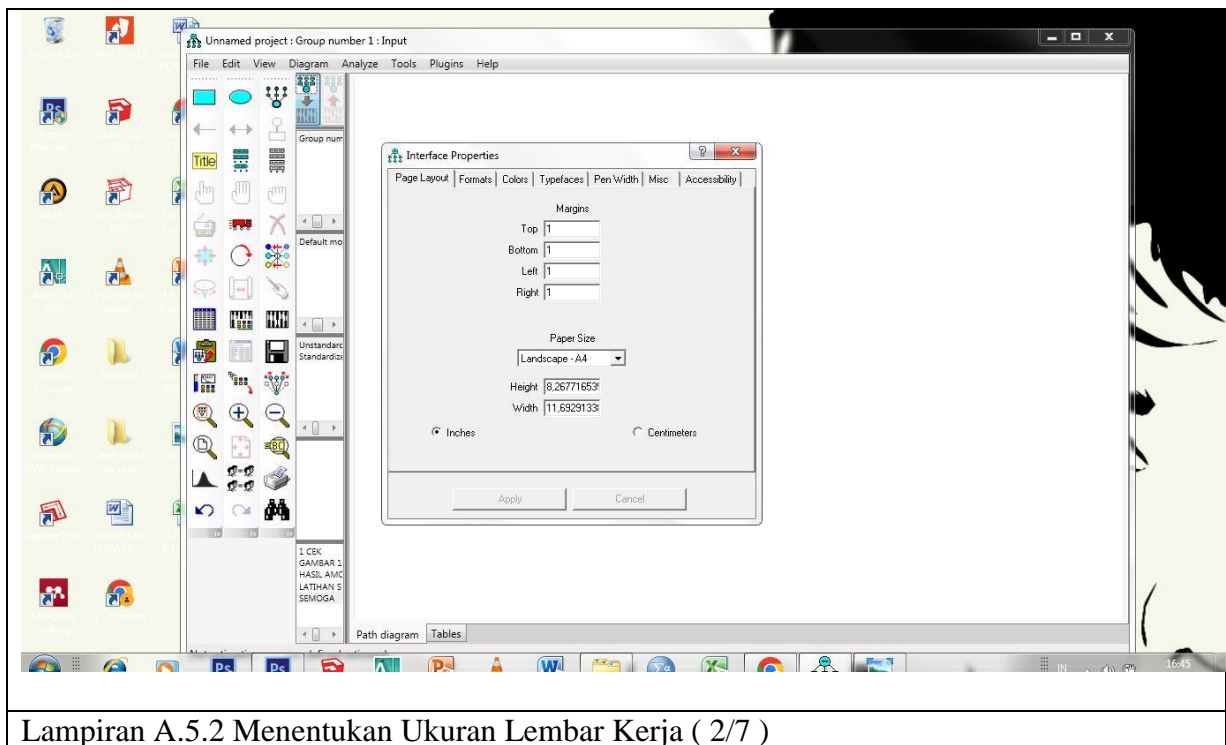 Unnamed project : Group number 1 : Input
File Edit View Diagram Analyze Tools Plugins Help
Title
Group num
Default mo
Unstandarc
Standardize
1 CEK
GAMBAR 1
HASIL AMC
LATIHAN S
SEMOGA
Path diagram Tables
Interface Properties
Page Layout Formats Colors Typefaces Pen Width Misc Accessibility
Margins
Top 1
Bottom 1
Left 1
Right 1
Paper Size
Landscape - A4
Height 8,26771653
Width 11,6929133
Inches Centimeters
Apply Cancel
IN 16:45
Lampiran A.5.2 Menentukan Ukuran Lembar Kerja ( 2/7 )